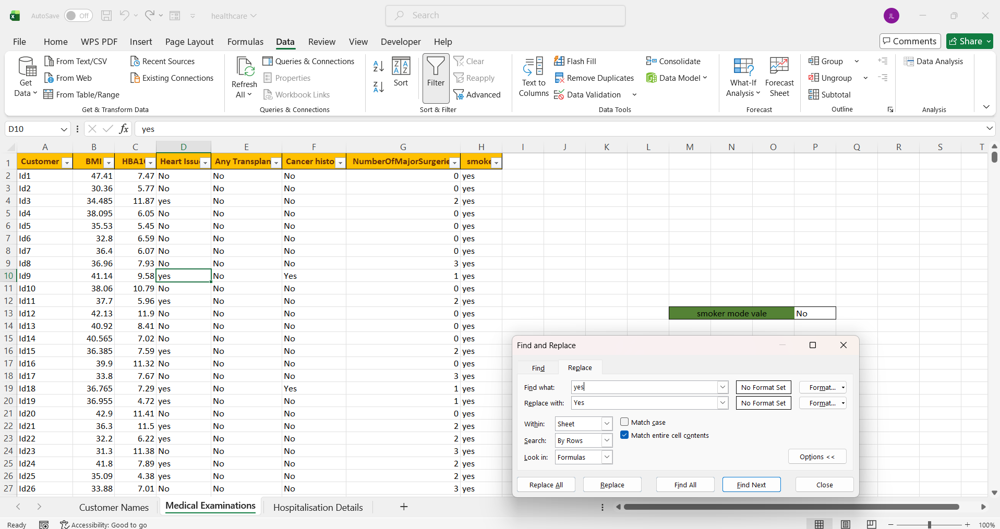 AutoSave Off healthcare Search JL
File Home WPS PDF Insert Page Layout Formulas Data Review View Developer Help Comments Share
Get Data
From Text/CSV
From Web
From Table/Range
Recent Sources
Existing Connections
Get & Transform Data
Refresh All
Queries & Connections
Properties
Workbook Links
Queries & Connections
Sort
Filter
Clear
Reapply
Advanced
Sort & Filter
Text to Columns
Flash Fill
Remove Duplicates
Data Validation
Consolidate
Data Model
Data Tools
What-If Analysis
Forecast Sheet
Forecast
Group
Ungroup
Subtotal
Outline
Data Analysis
Analysis
D10 fx yes
A B C D E F G H I J K L M N O P Q R S T
1 Customer BMI HBA1 Heart Issu Any Transplan Cancer histo NumberOfMajorSurgerie smoke
2 Id1 47.41 7.47 No No No 0 yes
3 Id2 30.36 5.77 No No No 0 yes
4 Id3 34.485 11.87 yes No No 2 yes
5 Id4 38.095 6.05 No No No 0 yes
6 Id5 35.53 5.45 No No No 0 yes
7 Id6 32.8 6.59 No No No 0 yes
8 Id7 36.4 6.07 No No No 0 yes
9 Id8 36.96 7.93 No No No 3 yes
10 Id9 41.14 9.58 yes No Yes 1 yes
11 Id10 38.06 10.79 No No No 0 yes
12 Id11 37.7 5.96 yes No No 2 yes
13 Id12 42.13 11.9 No No No 0 yes smoker mode vale No
14 Id13 40.92 8.41 No No No 0 yes
15 Id14 40.565 7.02 No No No 0 yes
16 Id15 36.385 7.59 yes No No 2 yes
17 Id16 39.9 11.32 No No No 0 yes
18 Id17 33.8 7.67 No No No 3 yes
19 Id18 36.765 7.29 yes No Yes 1 yes
20 Id19 36.955 4.72 yes No No 1 yes
21 Id20 42.9 11.41 No No No 0 yes
22 Id21 36.3 11.5 yes No No 2 yes
23 Id22 32.2 6.22 yes No No 2 yes
24 Id23 31.3 11.38 No No No 3 yes
25 Id24 41.8 7.89 yes No No 2 yes
26 Id25 35.09 4.38 yes No No 2 yes
27 Id26 33.88 7.01 No No No 3 yes
Find and Replace
Find Replace
Find what: yes No Format Set Format...
Replace with: Yes No Format Set Format...
Within: Sheet Match case
Match entire cell contents
Search: By Rows
Look in: Formulas Options <<
Replace All Replace Find All Find Next Close
Customer Names Medical Examinations Hospitalisation Details
Ready Accessibility: Good to go 100%